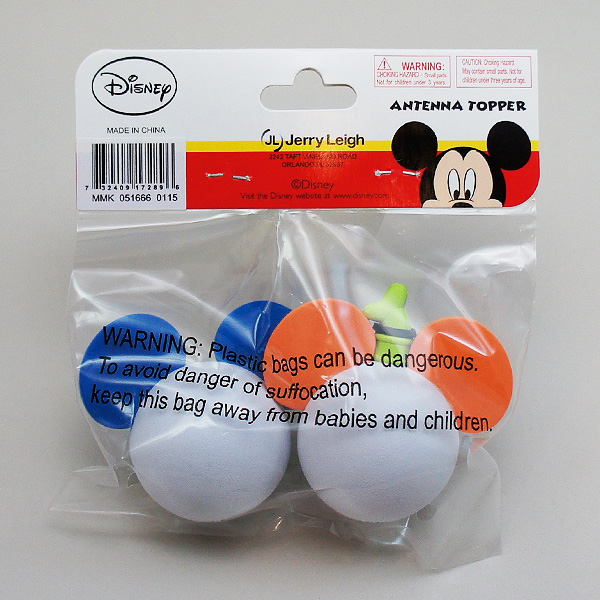 Disney
MADE IN CHINA
7 32409 17289 6
MMK 051666 0115
JL Jerry Leigh
ORLANDO
©Disney
Visit the Disney website at www.disney.com
WARNING:
CHOKING HAZARD - Small parts.
Not for children under 3 years.
CAUTION: Choking Hazard.
May contain small parts. Not for
children under three years of age.
ANTENNA TOPPER
WARNING: Plastic bags can be dangerous.
To avoid danger of suffocation,
keep this bag away from babies and children.